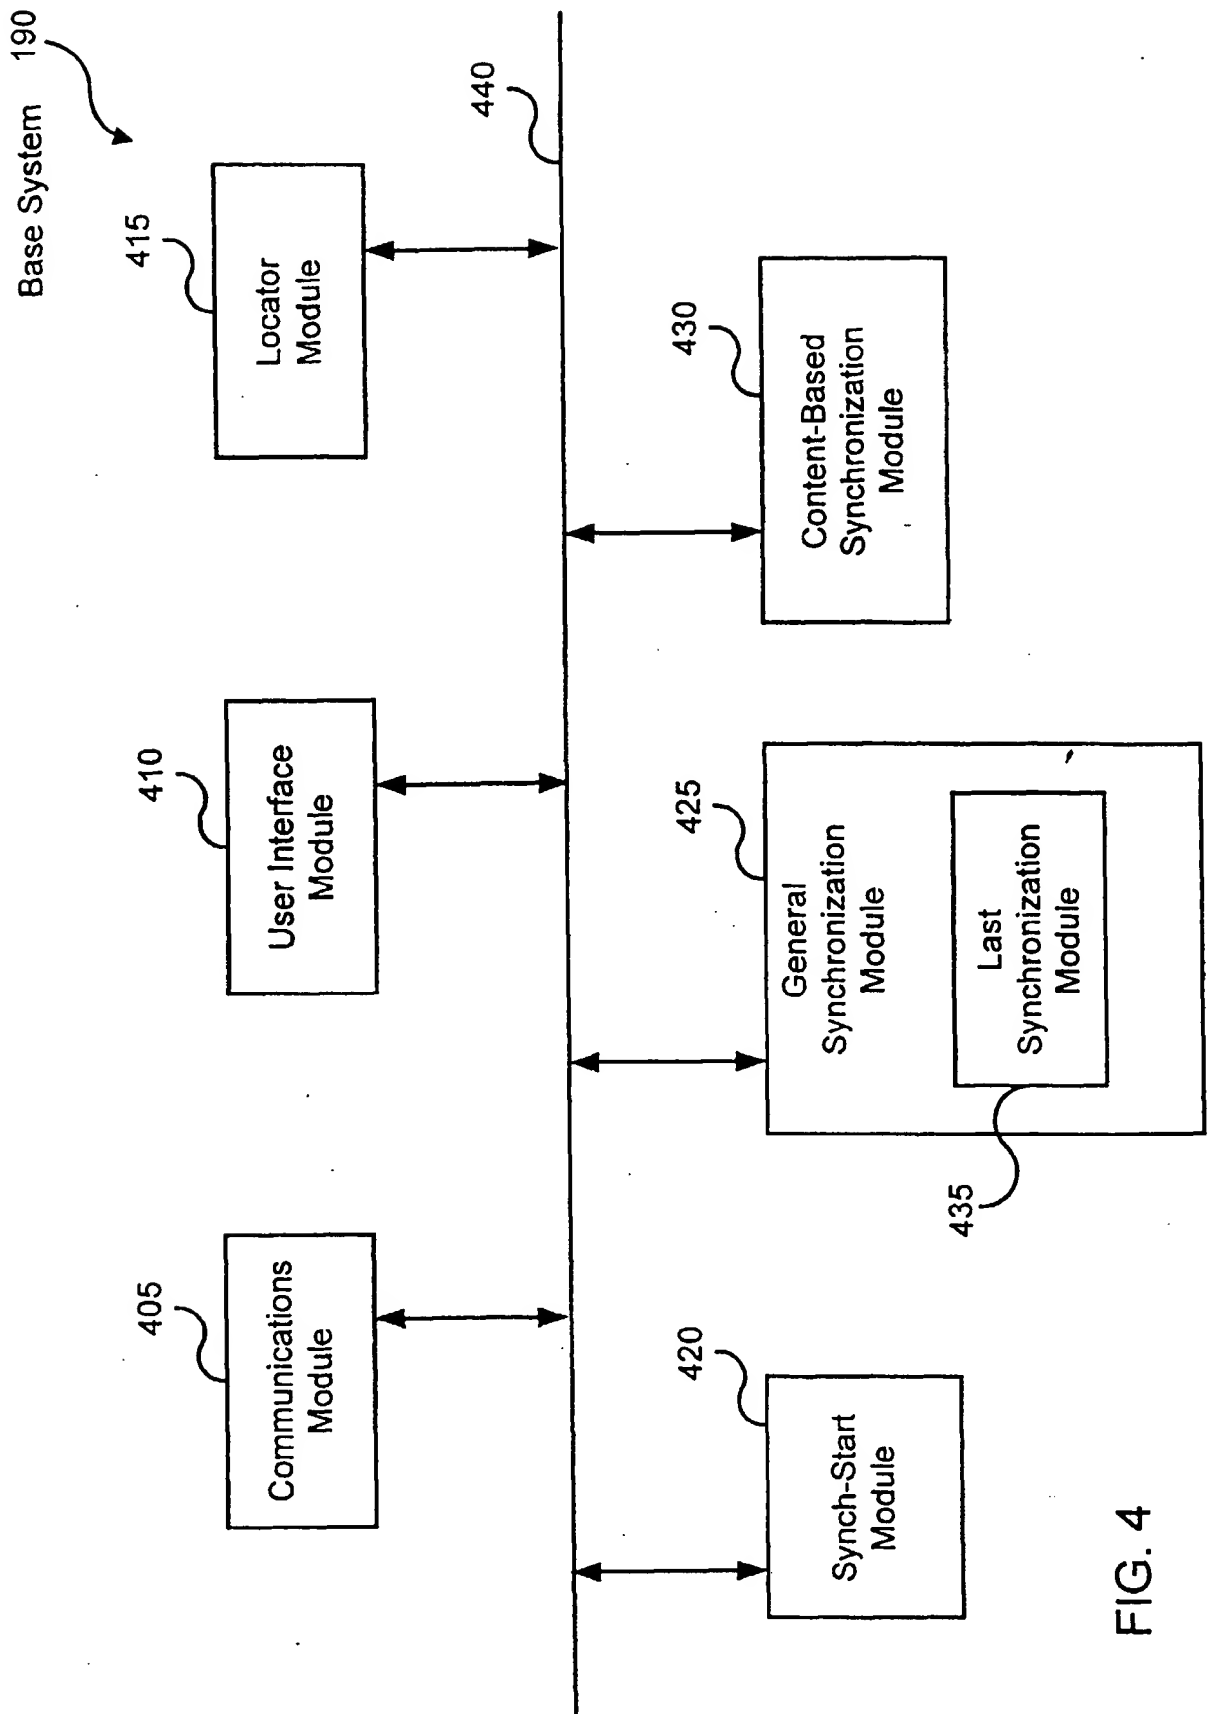 Base System 190
405
Communications
Module
410
User Interface
Module
415
Locator
Module
440
420
Synch-Start
Module
425
General
Synchronization
Module
435
Last
Synchronization
Module
430
Content-Based
Synchronization
Module
FIG. 4